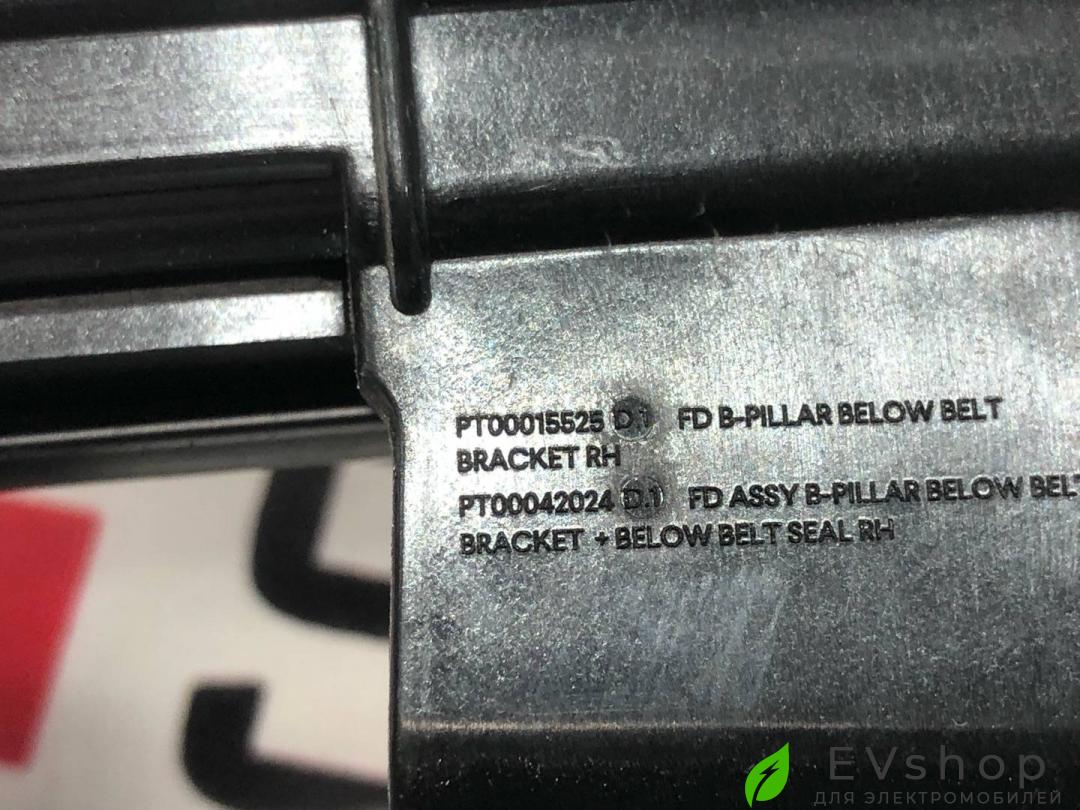 PT00015525 D.1 FD B-PILLAR BELOW BELT
BRACKET RH
PT00042024 D.1 FD ASSY B-PILLAR BELOW BELT
BRACKET + BELOW BELT SEAL RH
EVshop
ДЛЯ ЭЛЕКТРОМОБИЛЕЙ